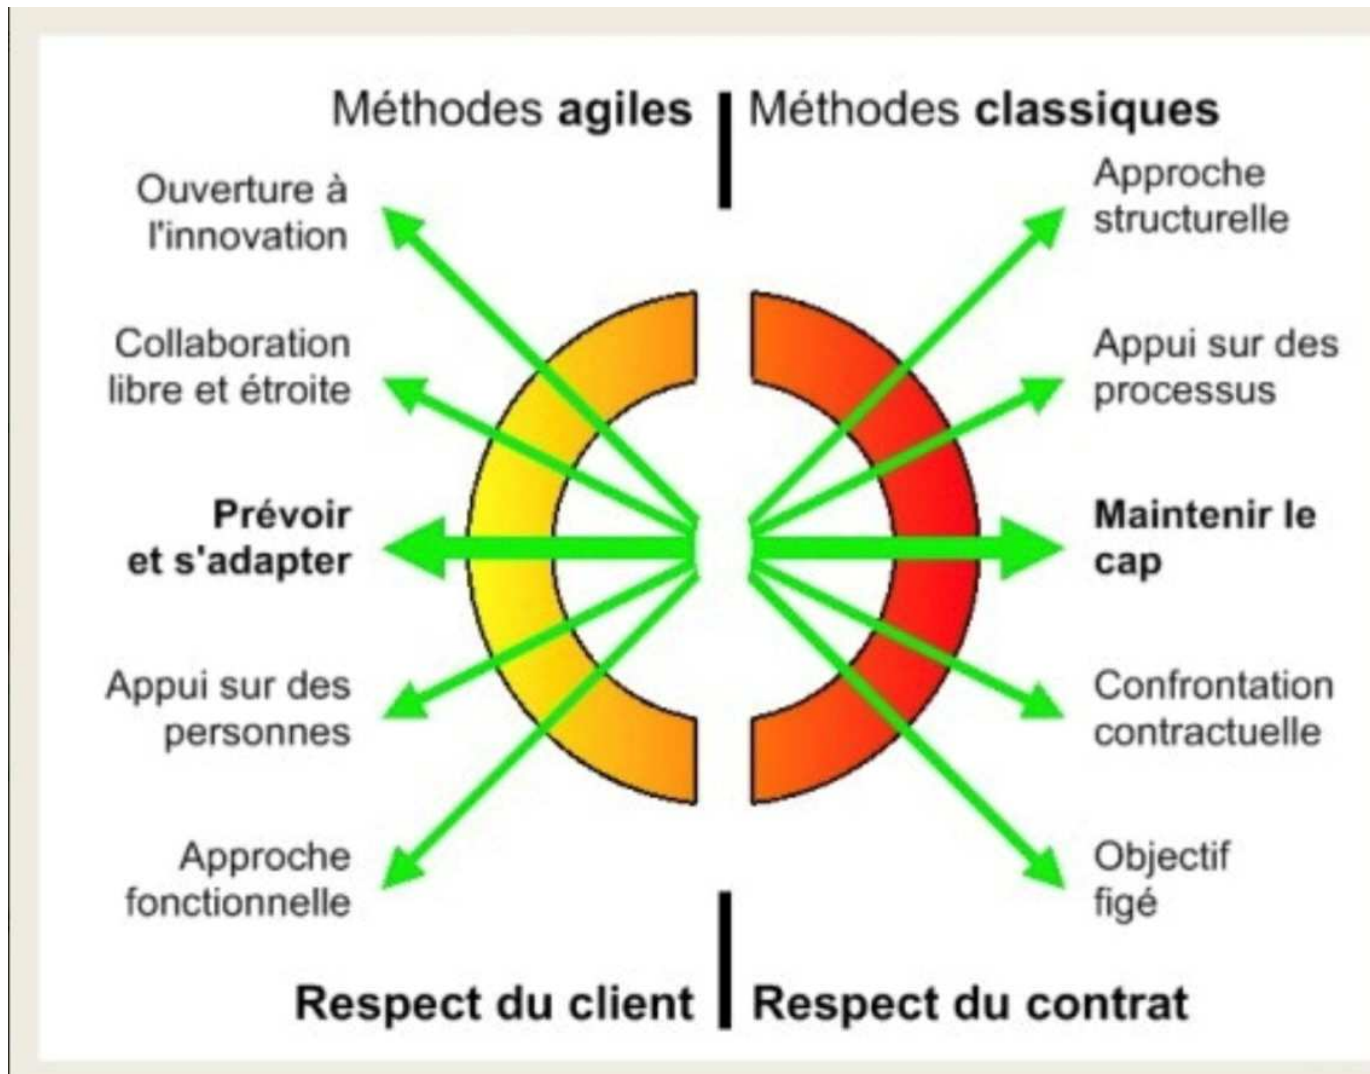 Méthodes agiles
Méthodes classiques
Ouverture à
l'innovation
Collaboration
libre et étroite
Prévoir
et s'adapter
Appui sur des
personnes
Approche
fonctionnelle
Approche
structurelle
Appui sur des
processus
Maintenir le
cap
Confrontation
contractuelle
Objectif
figé
Respect du client
Respect du contrat